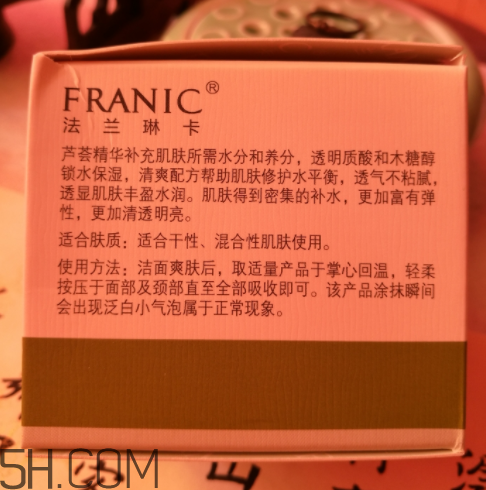 FRANIC®
法兰琳卡
芦荟精华补充肌肤所需水分和养分，透明质酸和木糖醇
锁水保湿，清爽配方帮助肌肤修护水平衡，透气不粘腻，
透显肌肤丰盈水润。肌肤得到密集的补水，更加富有弹
性，更加清透明亮。
适合肤质：适合干性、混合性肌肤使用。
使用方法：洁面爽肤后，取适量产品于掌心回温，轻柔
按压于面部及颈部直至全部吸收即可。该产品涂抹瞬间
会出现泛白小气泡属于正常现象。
5H.COM